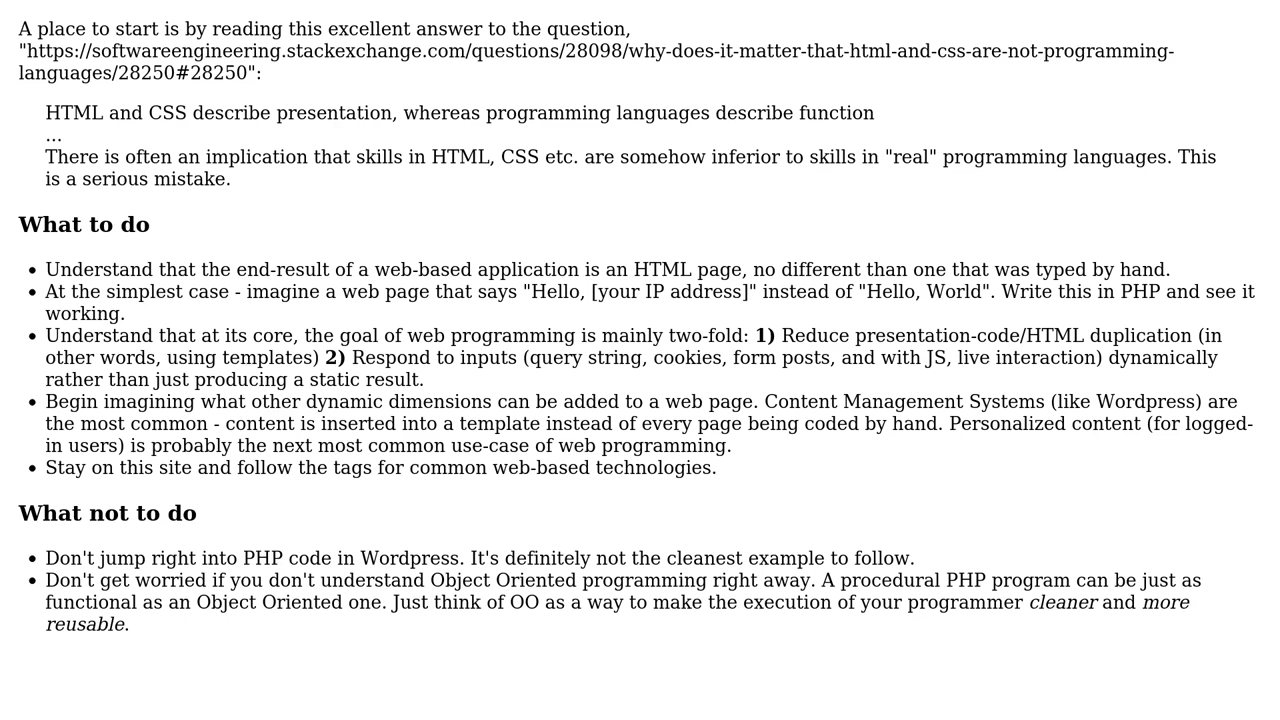 A place to start is by reading this excellent answer to the question,
"https://softwareengineering.stackexchange.com/questions/28098/why-does-it-matter-that-html-and-css-are-not-programming-
languages/28250#28250":
HTML and CSS describe presentation, whereas programming languages describe function
...
There is often an implication that skills in HTML, CSS etc. are somehow inferior to skills in "real" programming languages. This
is a serious mistake.
What to do
• Understand that the end-result of a web-based application is an HTML page, no different than one that was typed by hand.
• At the simplest case - imagine a web page that says "Hello, [your IP address]" instead of "Hello, World". Write this in PHP and see it
working.
• Understand that at its core, the goal of web programming is mainly two-fold: 1) Reduce presentation-code/HTML duplication (in
other words, using templates) 2) Respond to inputs (query string, cookies, form posts, and with JS, live interaction) dynamically
rather than just producing a static result.
• Begin imagining what other dynamic dimensions can be added to a web page. Content Management Systems (like Wordpress) are
the most common - content is inserted into a template instead of every page being coded by hand. Personalized content (for logged-
in users) is probably the next most common use-case of web programming.
• Stay on this site and follow the tags for common web-based technologies.
What not to do
• Don't jump right into PHP code in Wordpress. It's definitely not the cleanest example to follow.
• Don't get worried if you don't understand Object Oriented programming right away. A procedural PHP program can be just as
functional as an Object Oriented one. Just think of OO as a way to make the execution of your programmer cleaner and more
reusable.